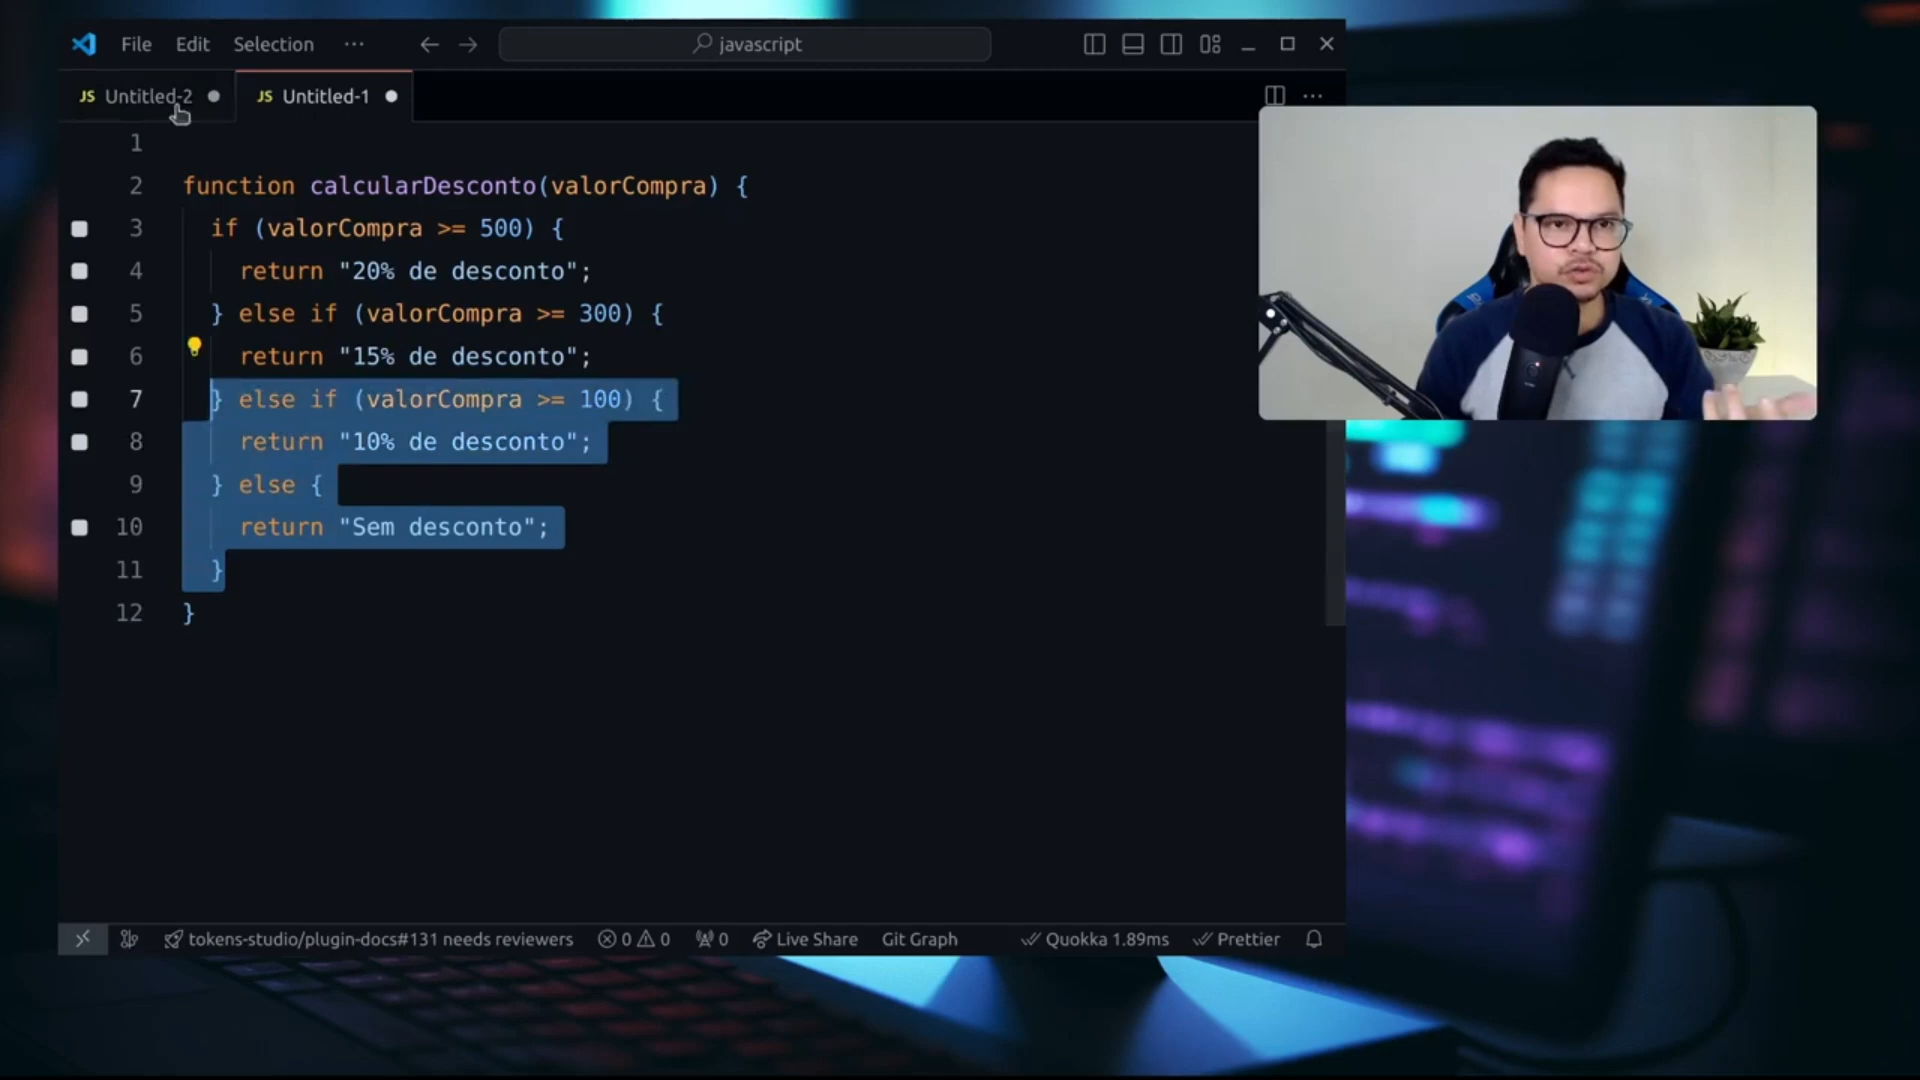 File Edit Selection ··· javascript
JS Untitled-2 JS Untitled-1
1
2 function calcularDesconto(valorCompra) {
3 if (valorCompra >= 500) {
4 return "20% de desconto";
5 } else if (valorCompra >= 300) {
6 return "15% de desconto";
7 } else if (valorCompra >= 100) {
8 return "10% de desconto";
9 } else {
10 return "Sem desconto";
11 }
12 }
tokens-studio/plugin-docs#131 needs reviewers 0 0 0 Live Share Git Graph Quokka 1.89ms Prettier